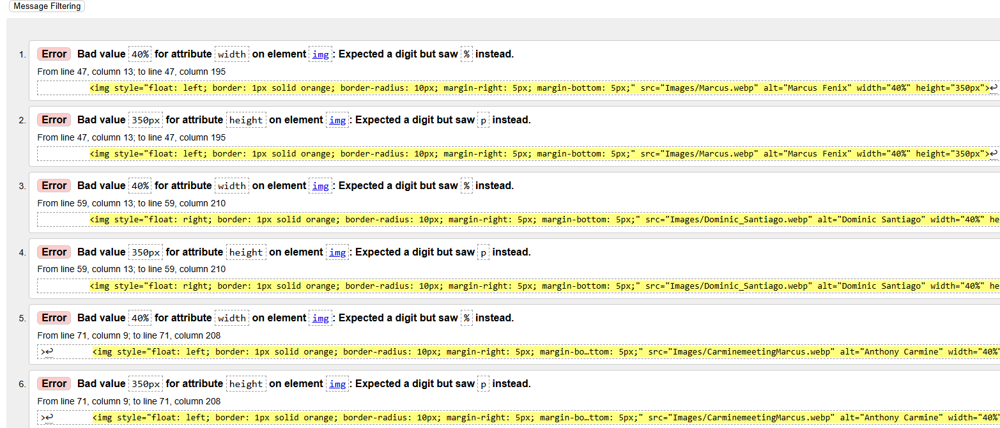 Message Filtering
1. Error Bad value 40% for attribute width on element img: Expected a digit but saw % instead.
From line 47, column 13; to line 47, column 195
<img style="float: left; border: 1px solid orange; border-radius: 10px; margin-right: 5px; margin-bottom: 5px;" src="Images/Marcus.webp" alt="Marcus Fenix" width="40%" height="350px">↩
2. Error Bad value 350px for attribute height on element img: Expected a digit but saw p instead.
From line 47, column 13; to line 47, column 195
<img style="float: left; border: 1px solid orange; border-radius: 10px; margin-right: 5px; margin-bottom: 5px;" src="Images/Marcus.webp" alt="Marcus Fenix" width="40%" height="350px">↩
3. Error Bad value 40% for attribute width on element img: Expected a digit but saw % instead.
From line 59, column 13; to line 59, column 210
<img style="float: right; border: 1px solid orange; border-radius: 10px; margin-right: 5px; margin-bottom: 5px;" src="Images/Dominic_Santiago.webp" alt="Dominic Santiago" width="40%" he
4. Error Bad value 350px for attribute height on element img: Expected a digit but saw p instead.
From line 59, column 13; to line 59, column 210
<img style="float: right; border: 1px solid orange; border-radius: 10px; margin-right: 5px; margin-bottom: 5px;" src="Images/Dominic_Santiago.webp" alt="Dominic Santiago" width="40%" he
5. Error Bad value 40% for attribute width on element img: Expected a digit but saw % instead.
From line 71, column 9; to line 71, column 208
>↩ <img style="float: left; border: 1px solid orange; border-radius: 10px; margin-right: 5px; margin-bo…ttom: 5px;" src="Images/CarminemeetingMarcus.webp" alt="Anthony Carmine" width="40%"
6. Error Bad value 350px for attribute height on element img: Expected a digit but saw p instead.
From line 71, column 9; to line 71, column 208
>↩ <img style="float: left; border: 1px solid orange; border-radius: 10px; margin-right: 5px; margin-bo…ttom: 5px;" src="Images/CarminemeetingMarcus.webp" alt="Anthony Carmine" width="40%"